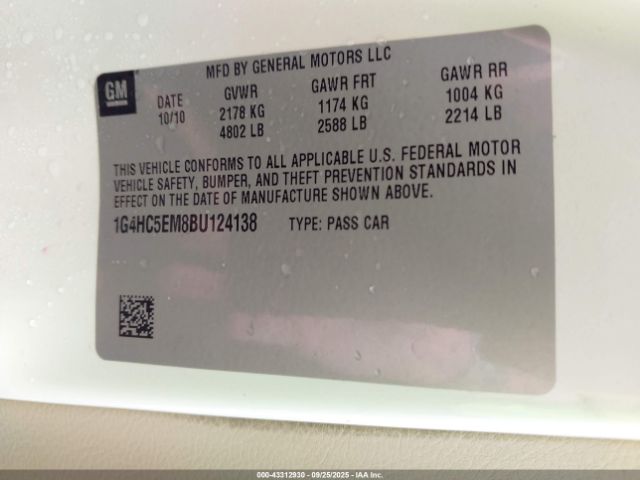 MFD BY GENERAL MOTORS LLC
GM
DATE GVWR GAWR FRT GAWR RR
10/10 2178 KG 1174 KG 1004 KG
4802 LB 2588 LB 2214 LB
THIS VEHICLE CONFORMS TO ALL APPLICABLE U.S. FEDERAL MOTOR
VEHICLE SAFETY, BUMPER, AND THEFT PREVENTION STANDARDS IN
EFFECT ON THE DATE OF MANUFACTURE SHOWN ABOVE.
1G4HC5EM8BU124138 TYPE: PASS CAR
000-43312930 - 09/25/2025 - IAA Inc.